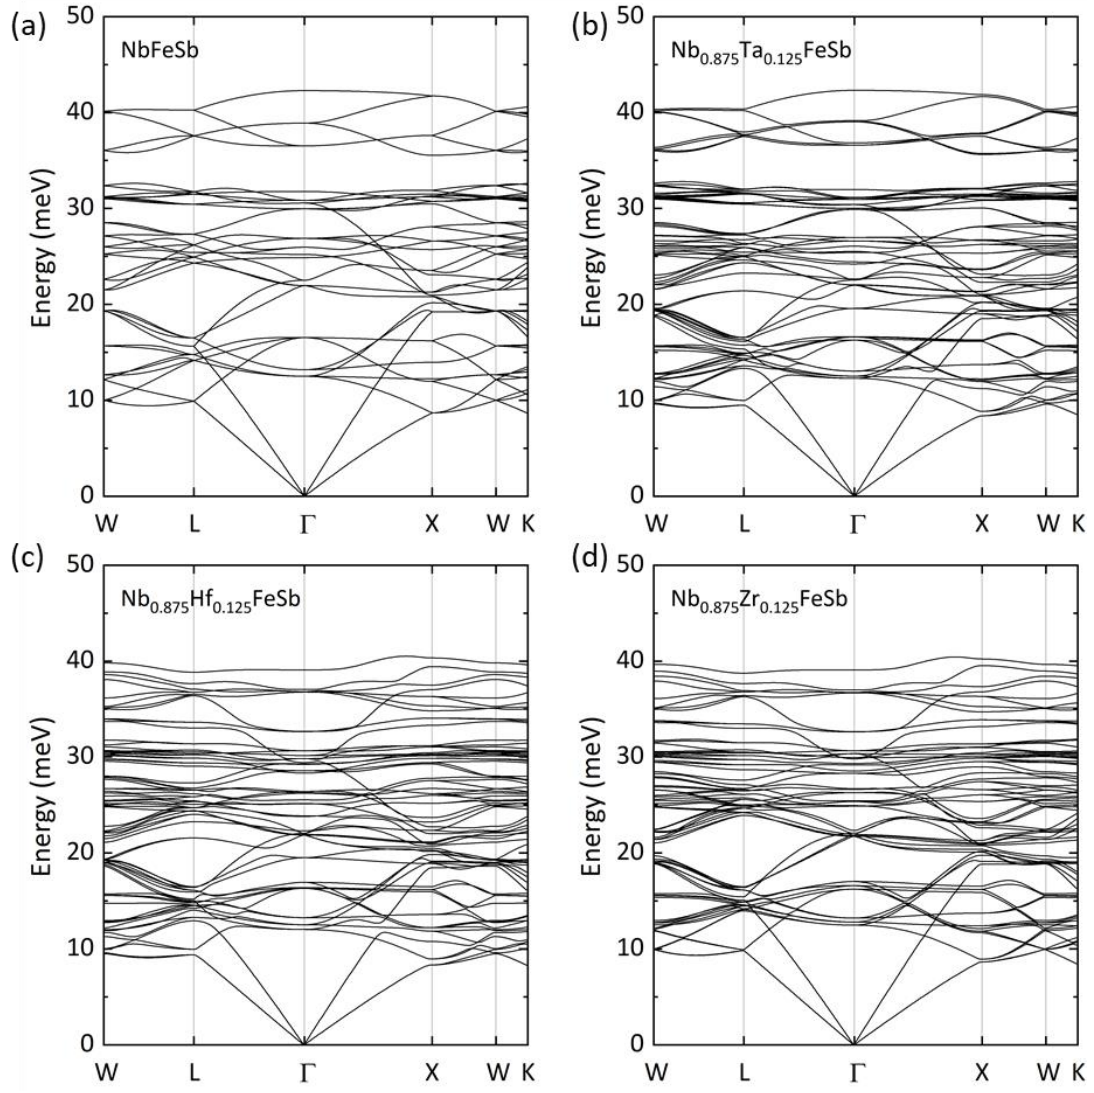 (a)
NbFeSb
Energy (meV)
50
40
30
20
10
0
W L Γ X W K
(b)
Nb0.875Ta0.125FeSb
Energy (meV)
50
40
30
20
10
0
W L Γ X W K
(c)
Nb0.875Hf0.125FeSb
Energy (meV)
50
40
30
20
10
0
W L Γ X W K
(d)
Nb0.875Zr0.125FeSb
Energy (meV)
50
40
30
20
10
0
W L Γ X W K